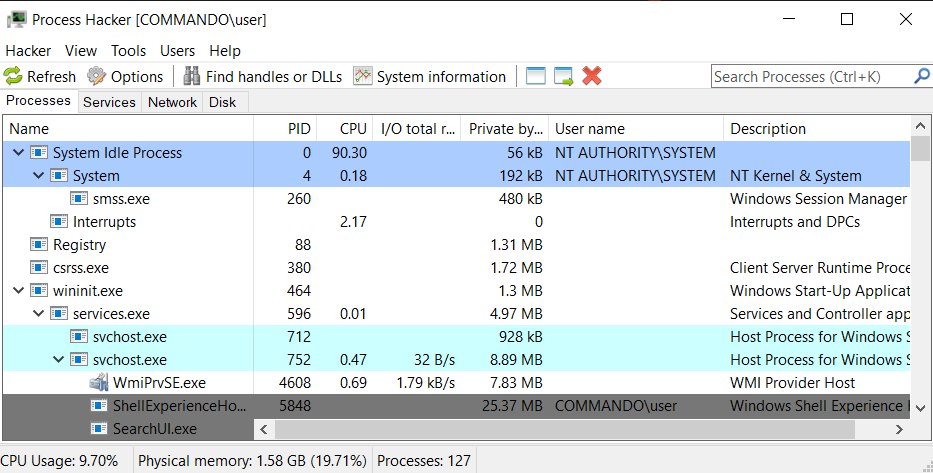 Process Hacker [COMMANDO\user]
Hacker View Tools Users Help
Refresh Options Find handles or DLLs System information Search Processes (Ctrl+K)
Processes Services Network Disk
Name PID CPU I/O total r... Private by... User name Description
System Idle Process 0 90.30 56 kB NT AUTHORITY\SYSTEM
System 4 0.18 192 kB NT AUTHORITY\SYSTEM NT Kernel & System
smss.exe 260 480 kB Windows Session Manager
Interrupts 2.17 0 Interrupts and DPCs
Registry 88 1.31 MB
csrss.exe 380 1.72 MB Client Server Runtime Proce
wininit.exe 464 1.3 MB Windows Start-Up Applicat
services.exe 596 0.01 4.97 MB Services and Controller app
svchost.exe 712 928 kB Host Process for Windows S
svchost.exe 752 0.47 32 B/s 8.89 MB Host Process for Windows S
WmiPrvSE.exe 4608 0.69 1.79 kB/s 7.83 MB WMI Provider Host
ShellExperienceHo... 5848 25.37 MB COMMANDO\user Windows Shell Experience H
SearchUI.exe
CPU Usage: 9.70% Physical memory: 1.58 GB (19.71%) Processes: 127